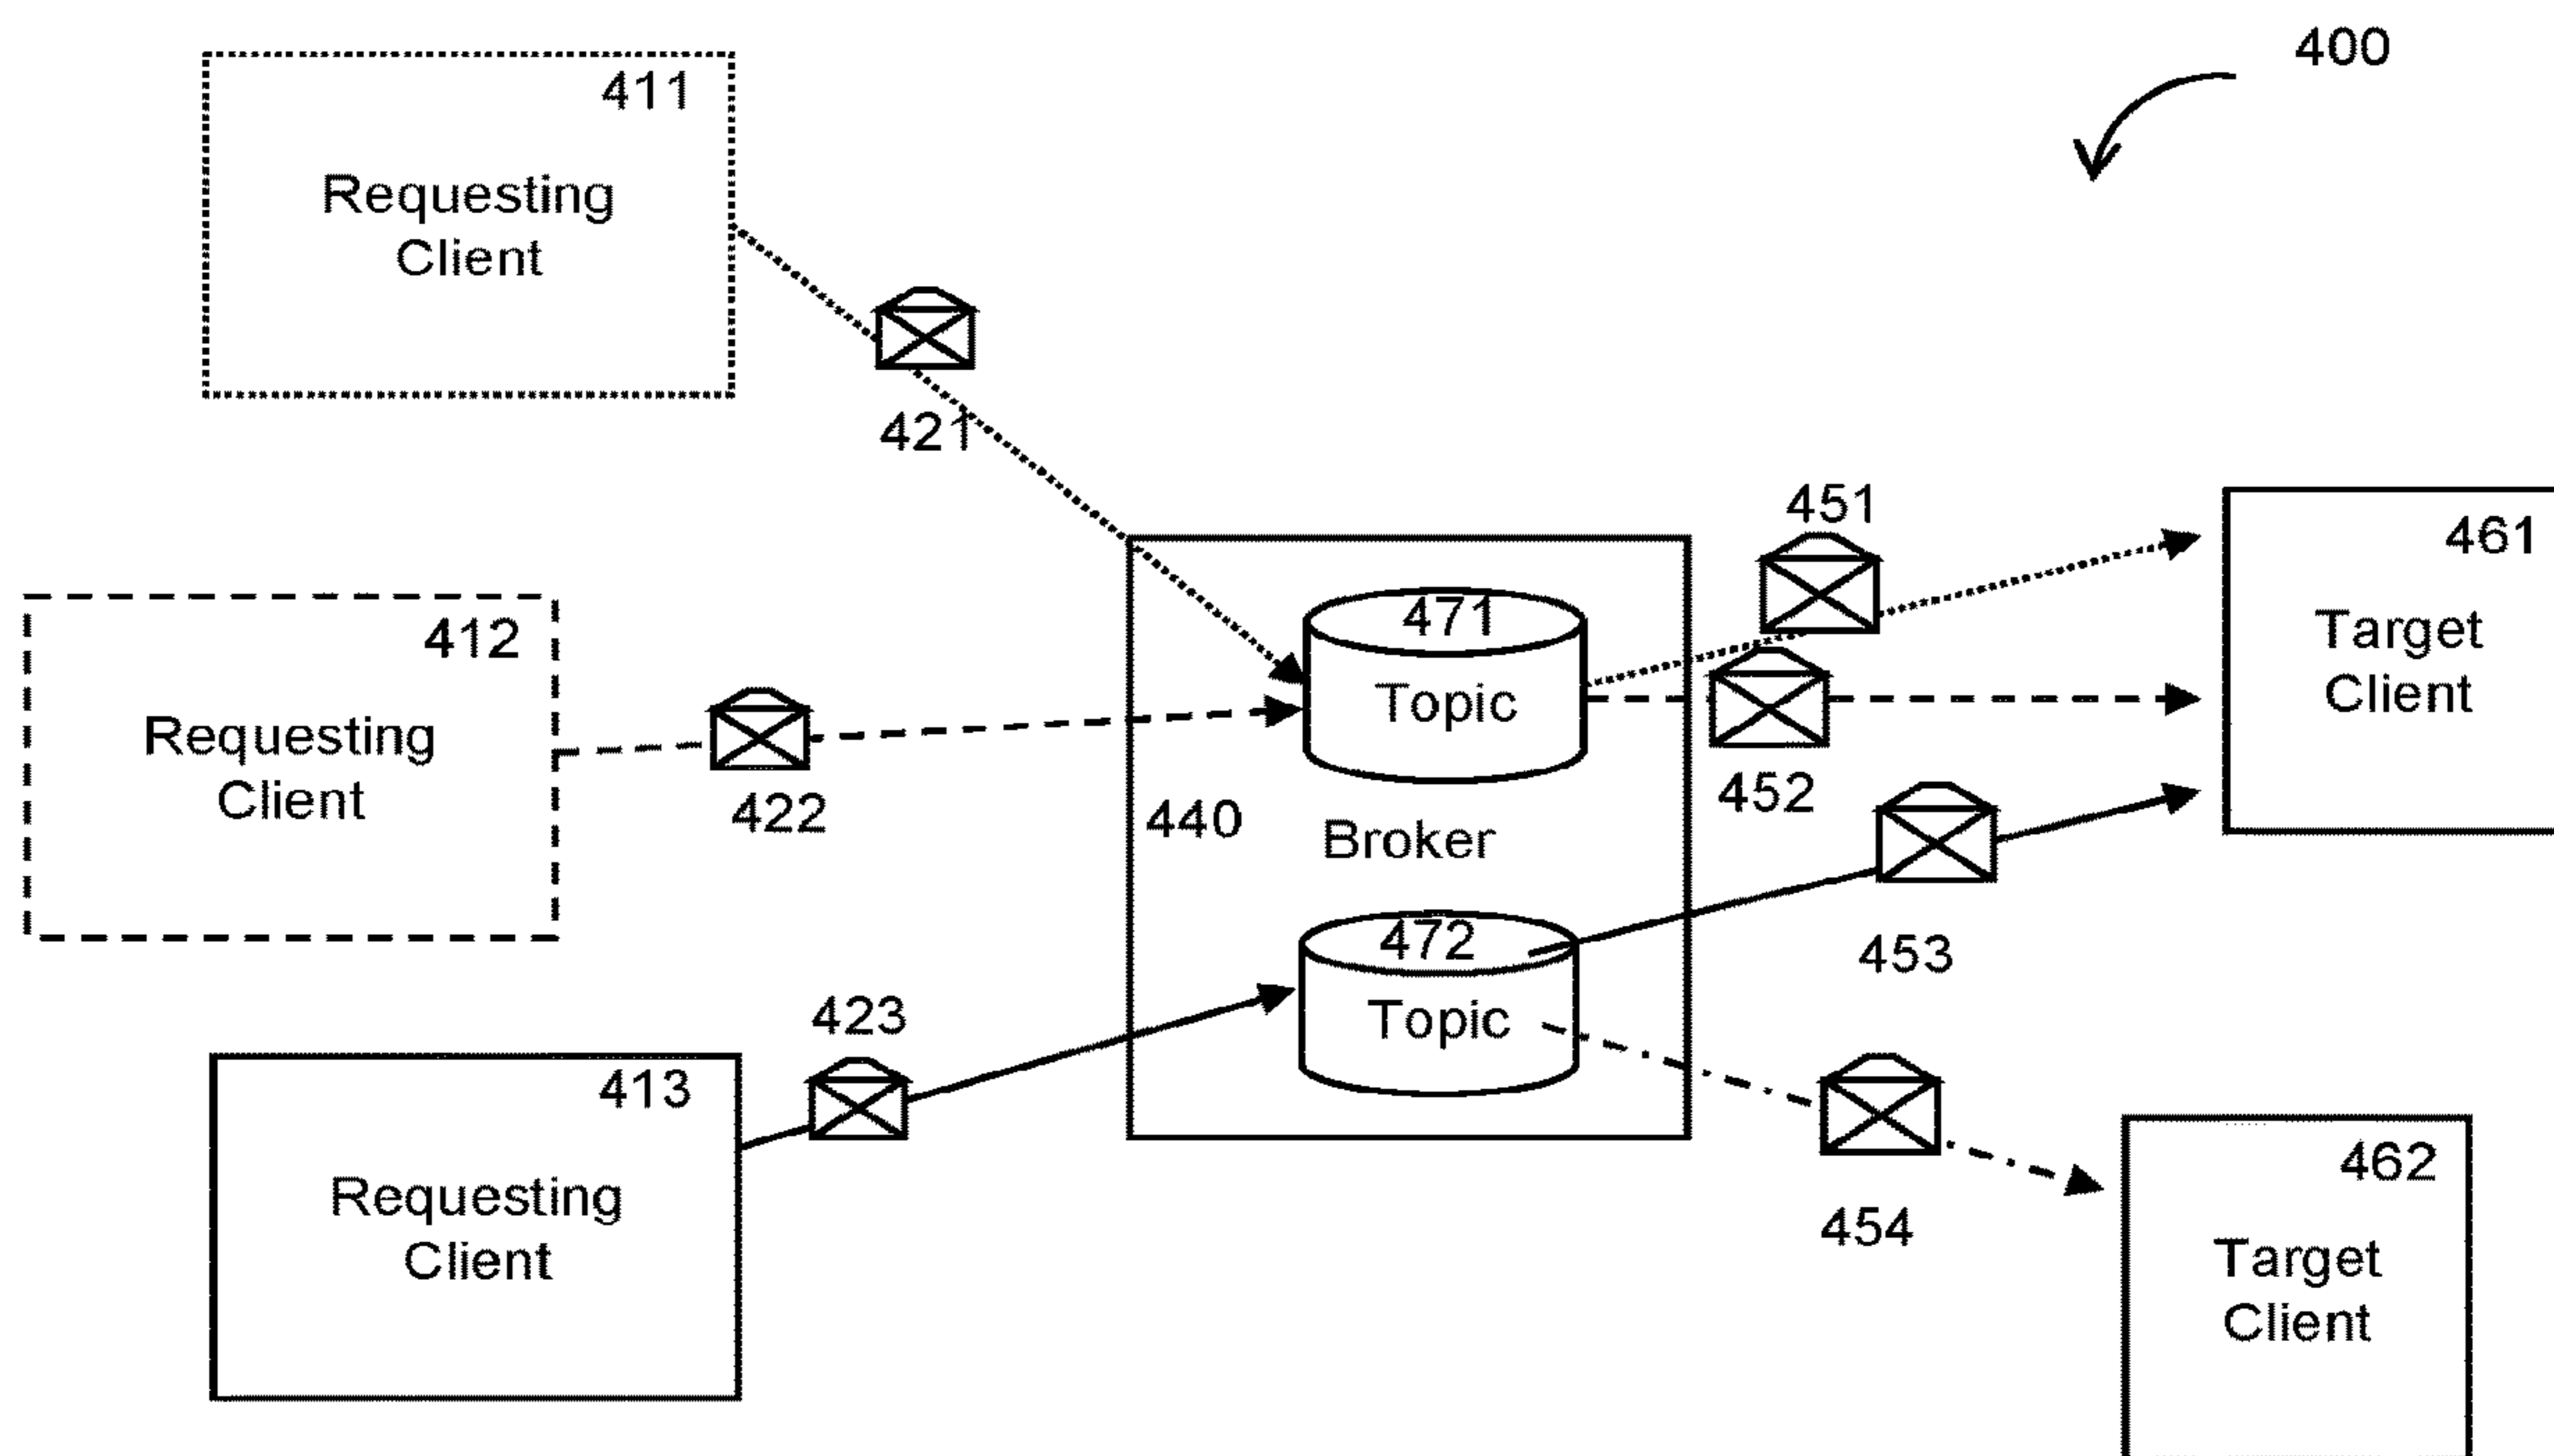 400
411
Requesting
Client
421
412
Requesting
Client
422
423
413
Requesting
Client
440
471
Topic
Broker
472
Topic
451
452
453
454
461
Target
Client
462
Target
Client